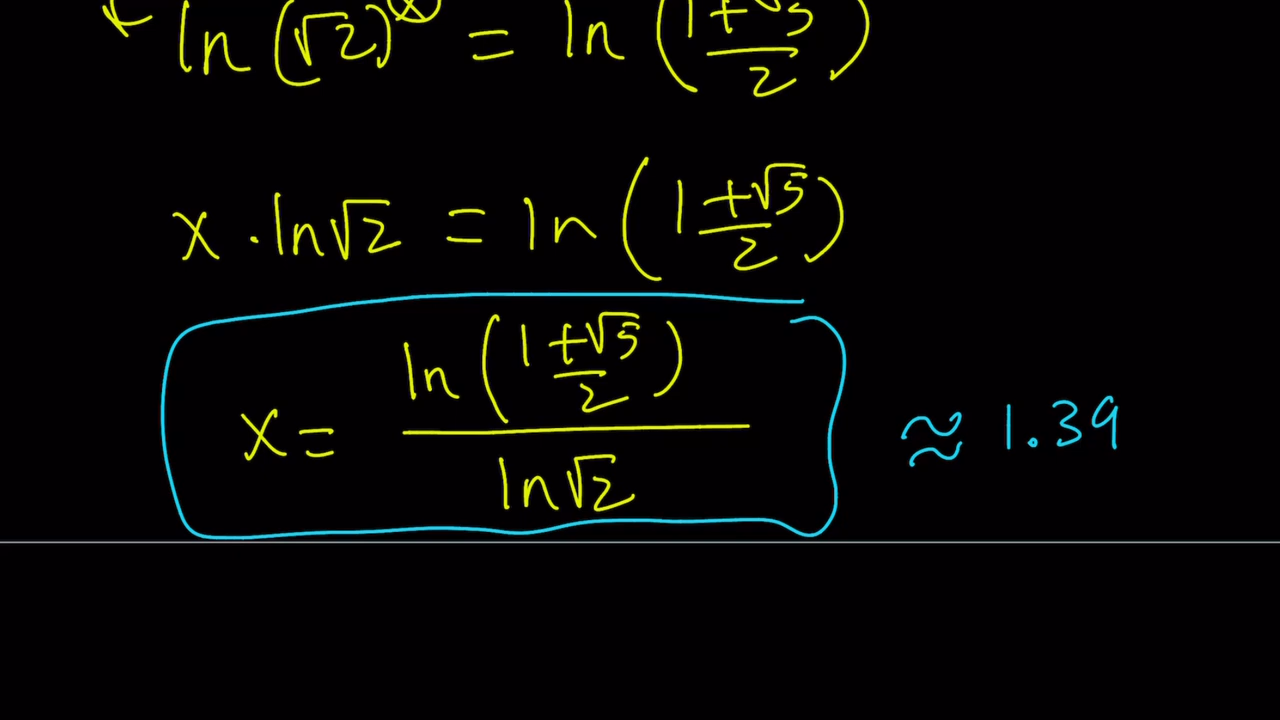 ln (√2)^x = ln ((1+√5)/2)
x · ln√2 = ln ((1+√5)/2)
x = ln ((1+√5)/2) / ln√2 ≈ 1.39